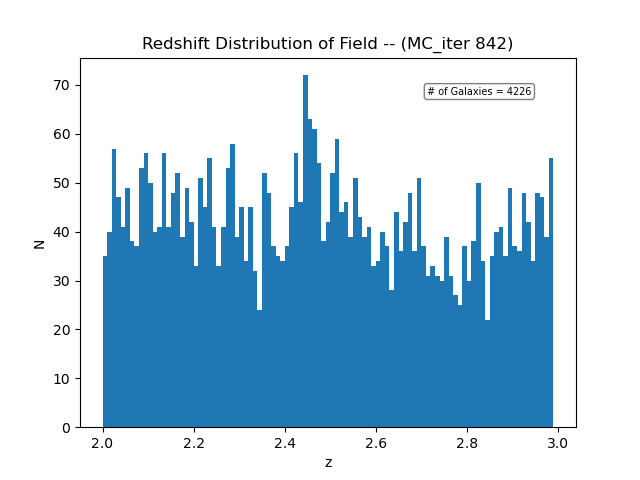 Redshift Distribution of Field -- (MC_iter 842)
# of Galaxies = 4226
70
60
50
40
30
20
10
0
N
2.0 2.2 2.4 2.6 2.8 3.0
z